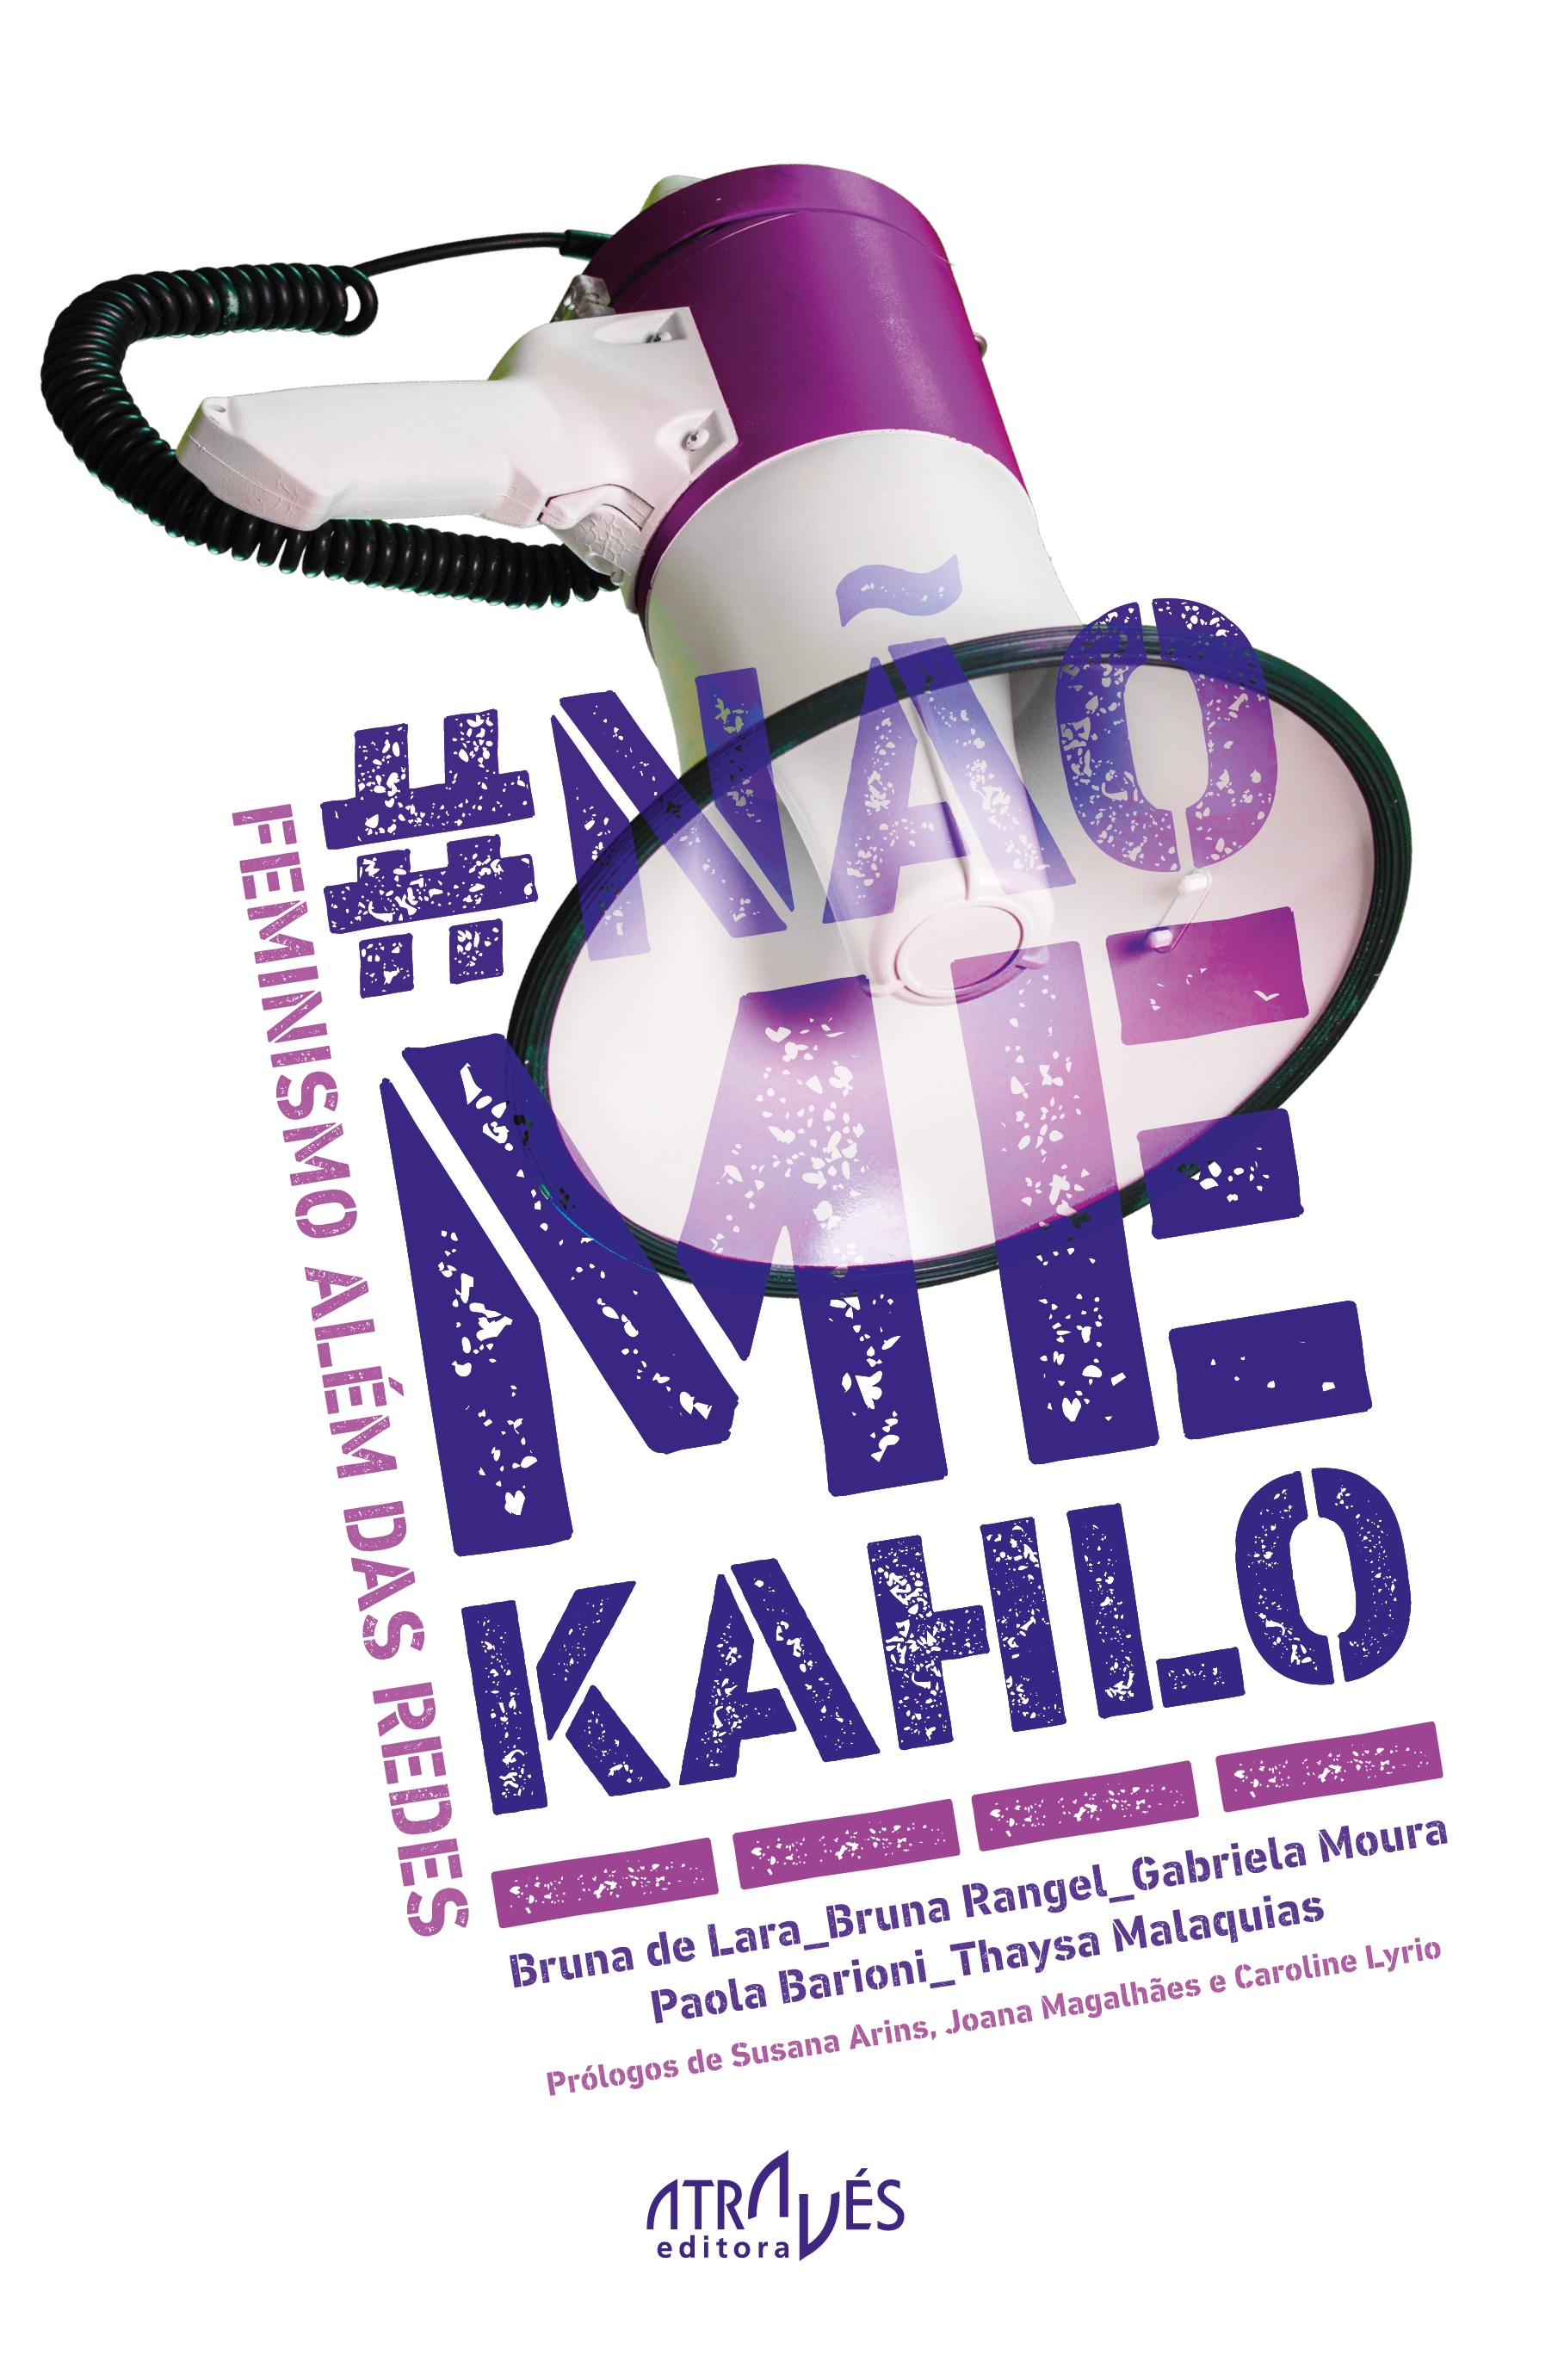 #NÃO
ME
KAHLO
FEMINISMO ALÉM DAS REDES
Bruna de Lara_Bruna Rangel_Gabriela Moura
Paola Barioni_Thaysa Malaquias
Prólogos de Susana Arins, Joana Magalhães e Caroline Lyrio
ATRAVÉS
editora